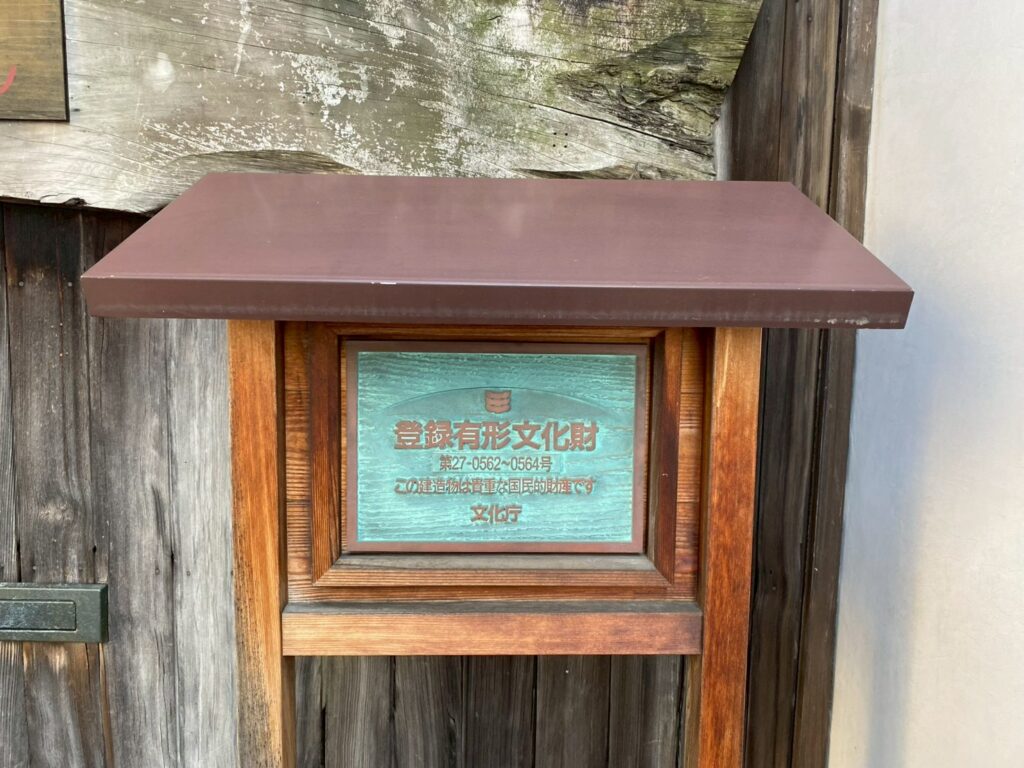 登録有形文化財
第27-0562~0564号
この建造物は貴重な国民的財産です
文化庁